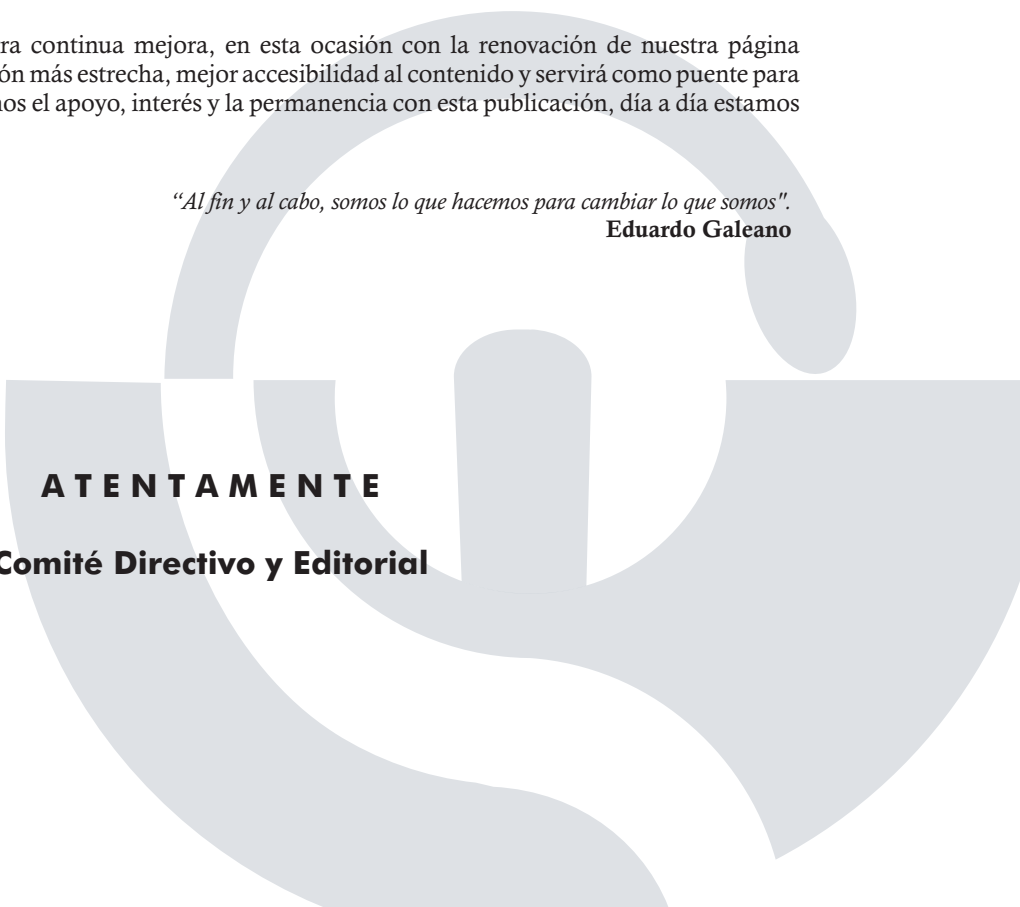 ra continua mejora, en esta ocasión con la renovación de nuestra página
ón más estrecha, mejor accesibilidad al contenido y servirá como puente para
nos el apoyo, interés y la permanencia con esta publicación, día a día estamos
“Al fin y al cabo, somos lo que hacemos para cambiar lo que somos".
Eduardo Galeano
ATENTAMENTE
Comité Directivo y Editorial